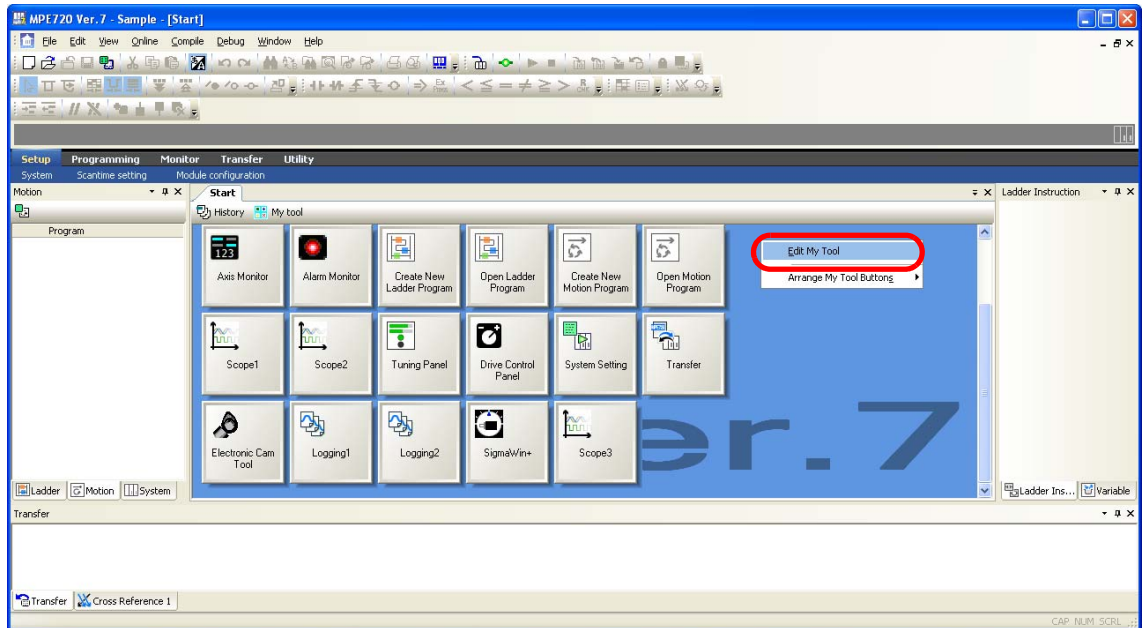 MPE720 Ver. 7 - Sample - [Start]
File Edit View Online Compile Debug Window Help
Setup Programming Monitor Transfer Utility
System Scantime setting Module configuration
Motion
Start
Ladder Instruction
History My tool
Program
123
Axis Monitor
Alarm Monitor
Create New
Ladder Program
Open Ladder
Program
Create New
Motion Program
Open Motion
Program
Edit My Tool
Arrange My Tool Buttons
Scope1
Scope2
Tuning Panel
Drive Control
Panel
System Setting
Transfer
Electronic Cam
Tool
Logging1
Logging2
SigmaWin+
Scope3
er.7
Ladder Motion System
Ladder Ins... Variable
Transfer
Transfer Cross Reference 1
CAP NUM SCRL